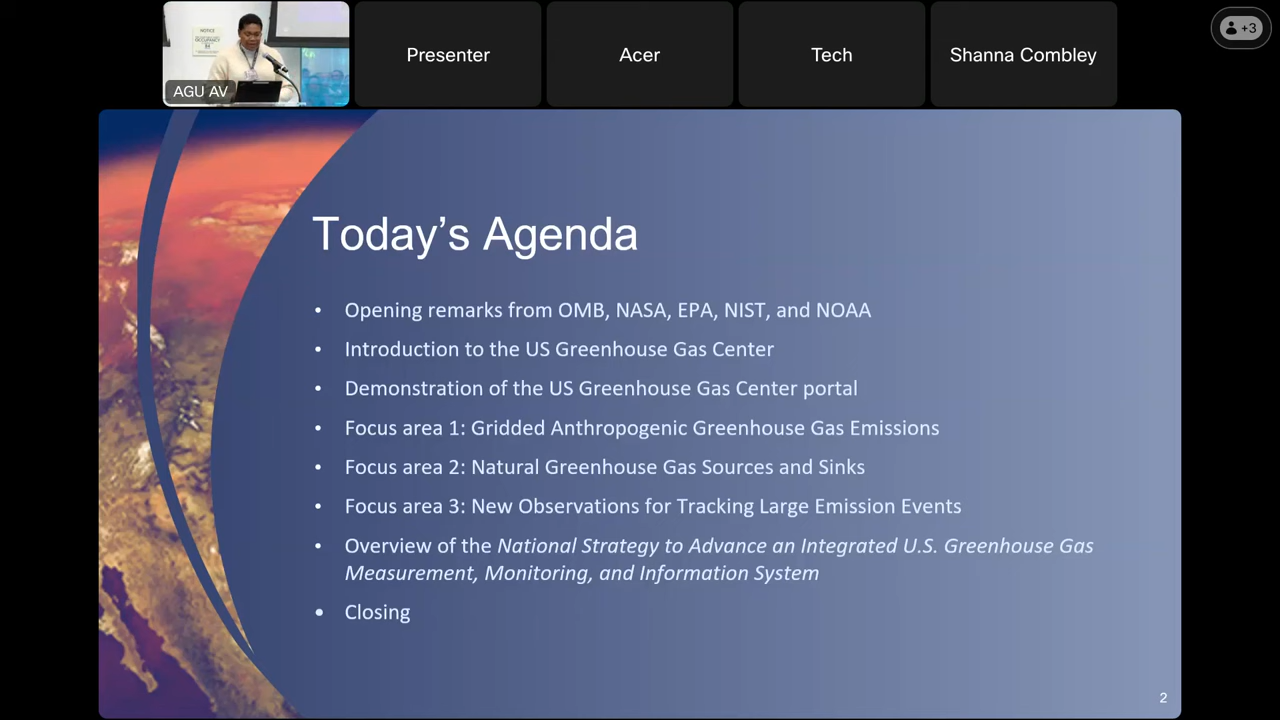 NOTICE
OCCUPANCY
AGU AV
Presenter
Acer
Tech
Shanna Combley
+3
Today's Agenda
• Opening remarks from OMB, NASA, EPA, NIST, and NOAA
• Introduction to the US Greenhouse Gas Center
• Demonstration of the US Greenhouse Gas Center portal
• Focus area 1: Gridded Anthropogenic Greenhouse Gas Emissions
• Focus area 2: Natural Greenhouse Gas Sources and Sinks
• Focus area 3: New Observations for Tracking Large Emission Events
• Overview of the National Strategy to Advance an Integrated U.S. Greenhouse Gas
Measurement, Monitoring, and Information System
• Closing
2